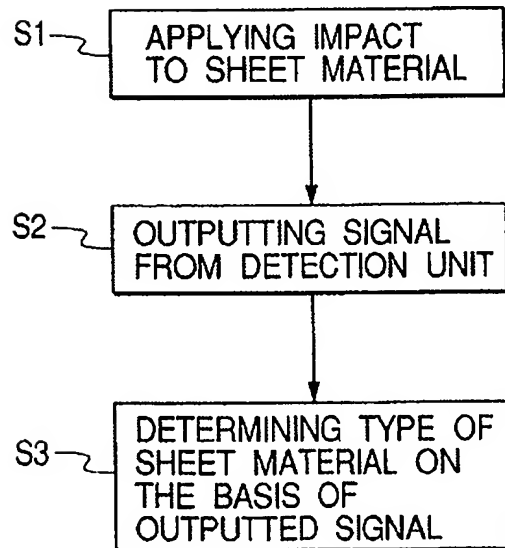 S1
APPLYING IMPACT
TO SHEET MATERIAL
S2
OUTPUTTING SIGNAL
FROM DETECTION UNIT
S3
DETERMINING TYPE OF
SHEET MATERIAL ON
THE BASIS OF
OUTPUTTED SIGNAL